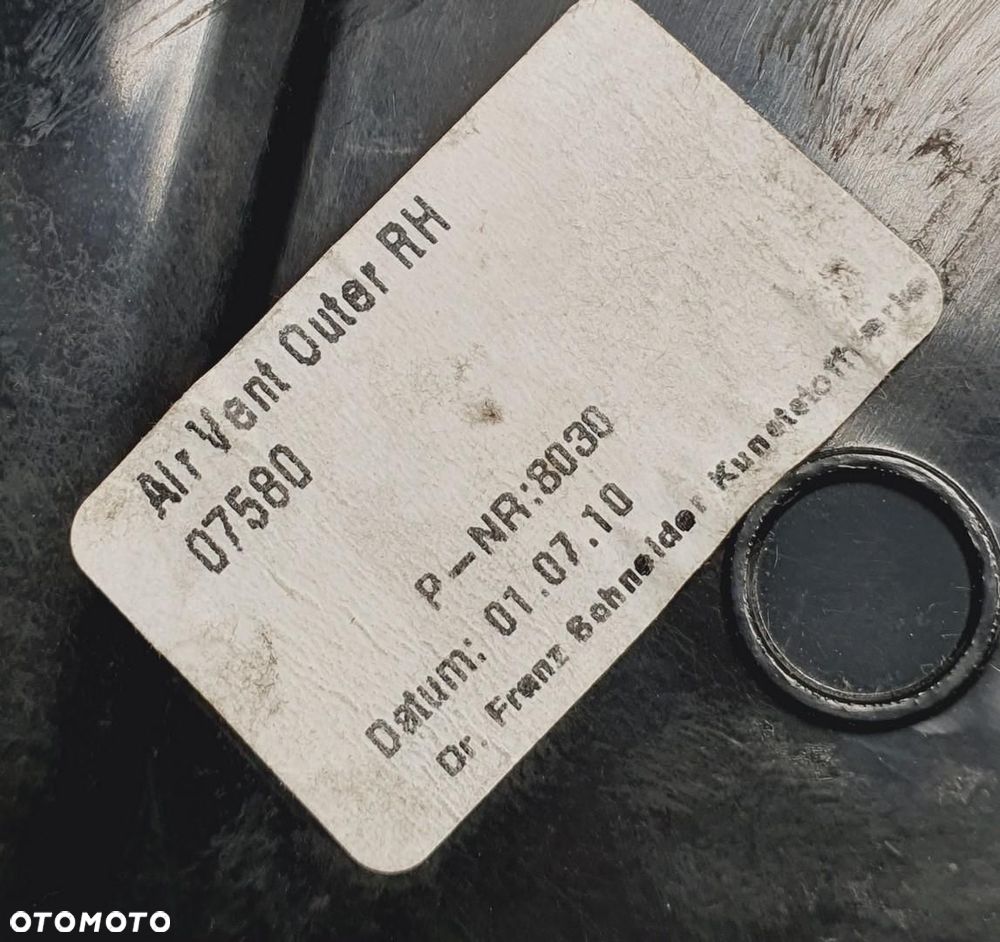 Air Vent Outer RH
07580
P-NR:8030
Datum: 01.07.10
Dr. Franz Schneider Kunststoffwerke
OTOMOTO